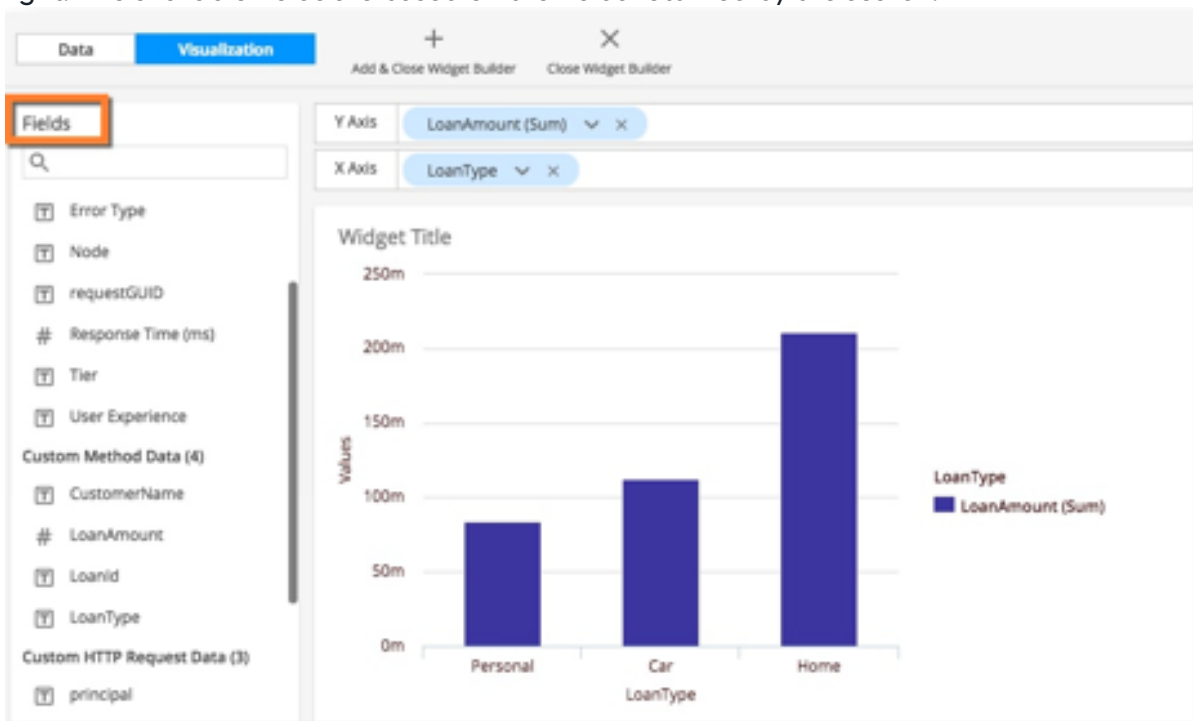 Data
Visualization
Add & Close Widget Builder
Close Widget Builder
Fields
Error Type
Node
requestGUID
# Response Time (ms)
Tier
User Experience
Custom Method Data (4)
CustomerName
# LoanAmount
LoanId
LoanType
Custom HTTP Request Data (3)
principal
Y Axis
LoanAmount (Sum)
X Axis
LoanType
Widget Title
250m
200m
150m
100m
50m
0m
Values
Personal
Car
Home
LoanType
LoanType
LoanAmount (Sum)